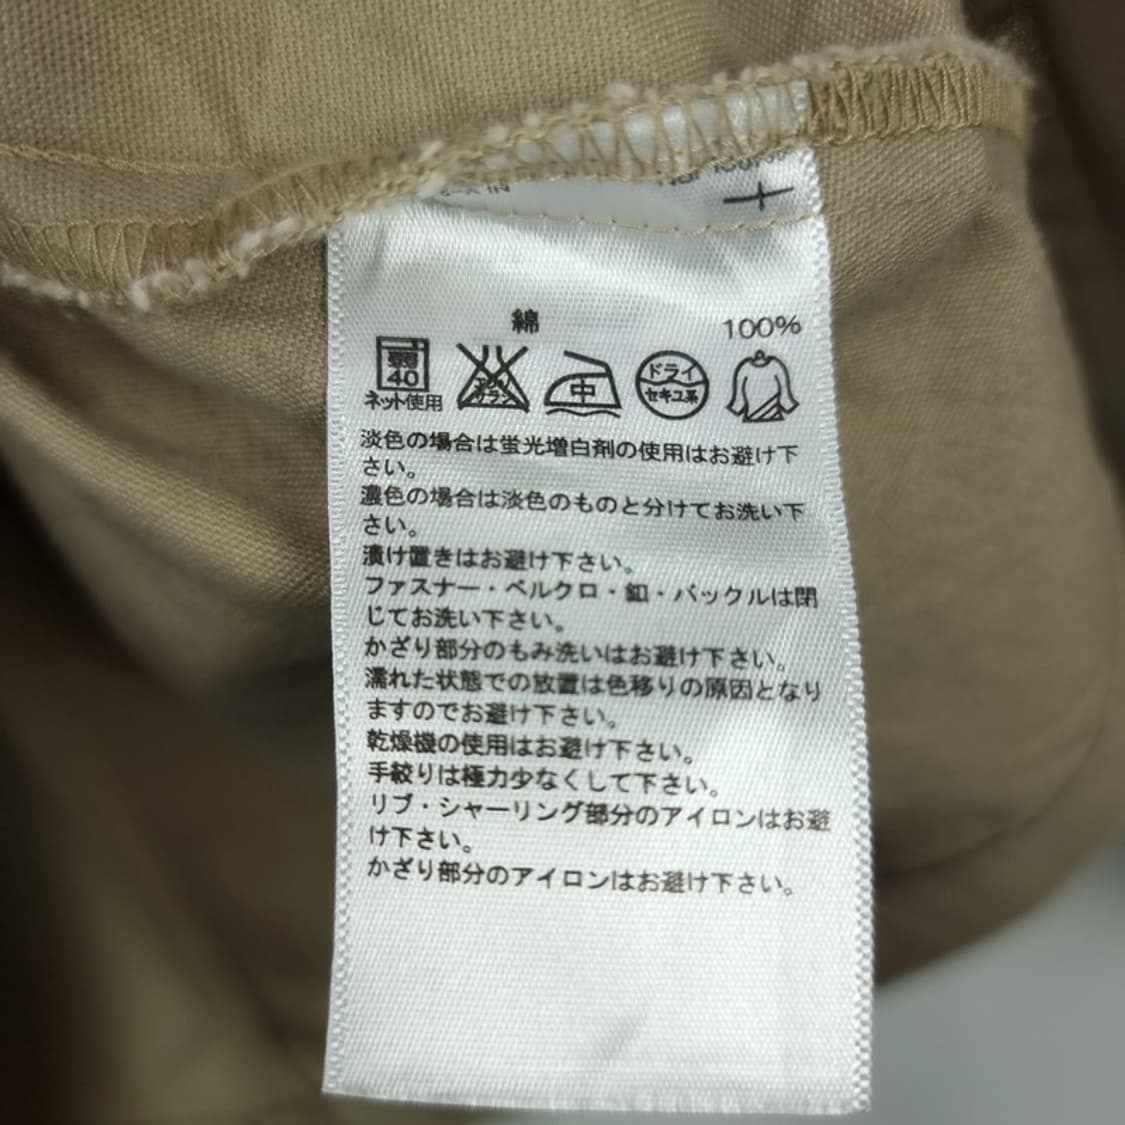 綿 100%
40 エンソ サラシ 中 ドライ セキユ系
ネット使用
淡色の場合は蛍光増白剤の使用はお避け下
さい。
濃色の場合は淡色のものと分けてお洗い下
さい。
漬け置きはお避け下さい。
ファスナー・ベルクロ・釦・バックルは閉
じてお洗い下さい。
かざり部分のもみ洗いはお避け下さい。
濡れた状態での放置は色移りの原因となり
ますのでお避け下さい。
乾燥機の使用はお避け下さい。
手絞りは極力少なくして下さい。
リブ・シャーリング部分のアイロンはお避
け下さい。
かざり部分のアイロンはお避け下さい。